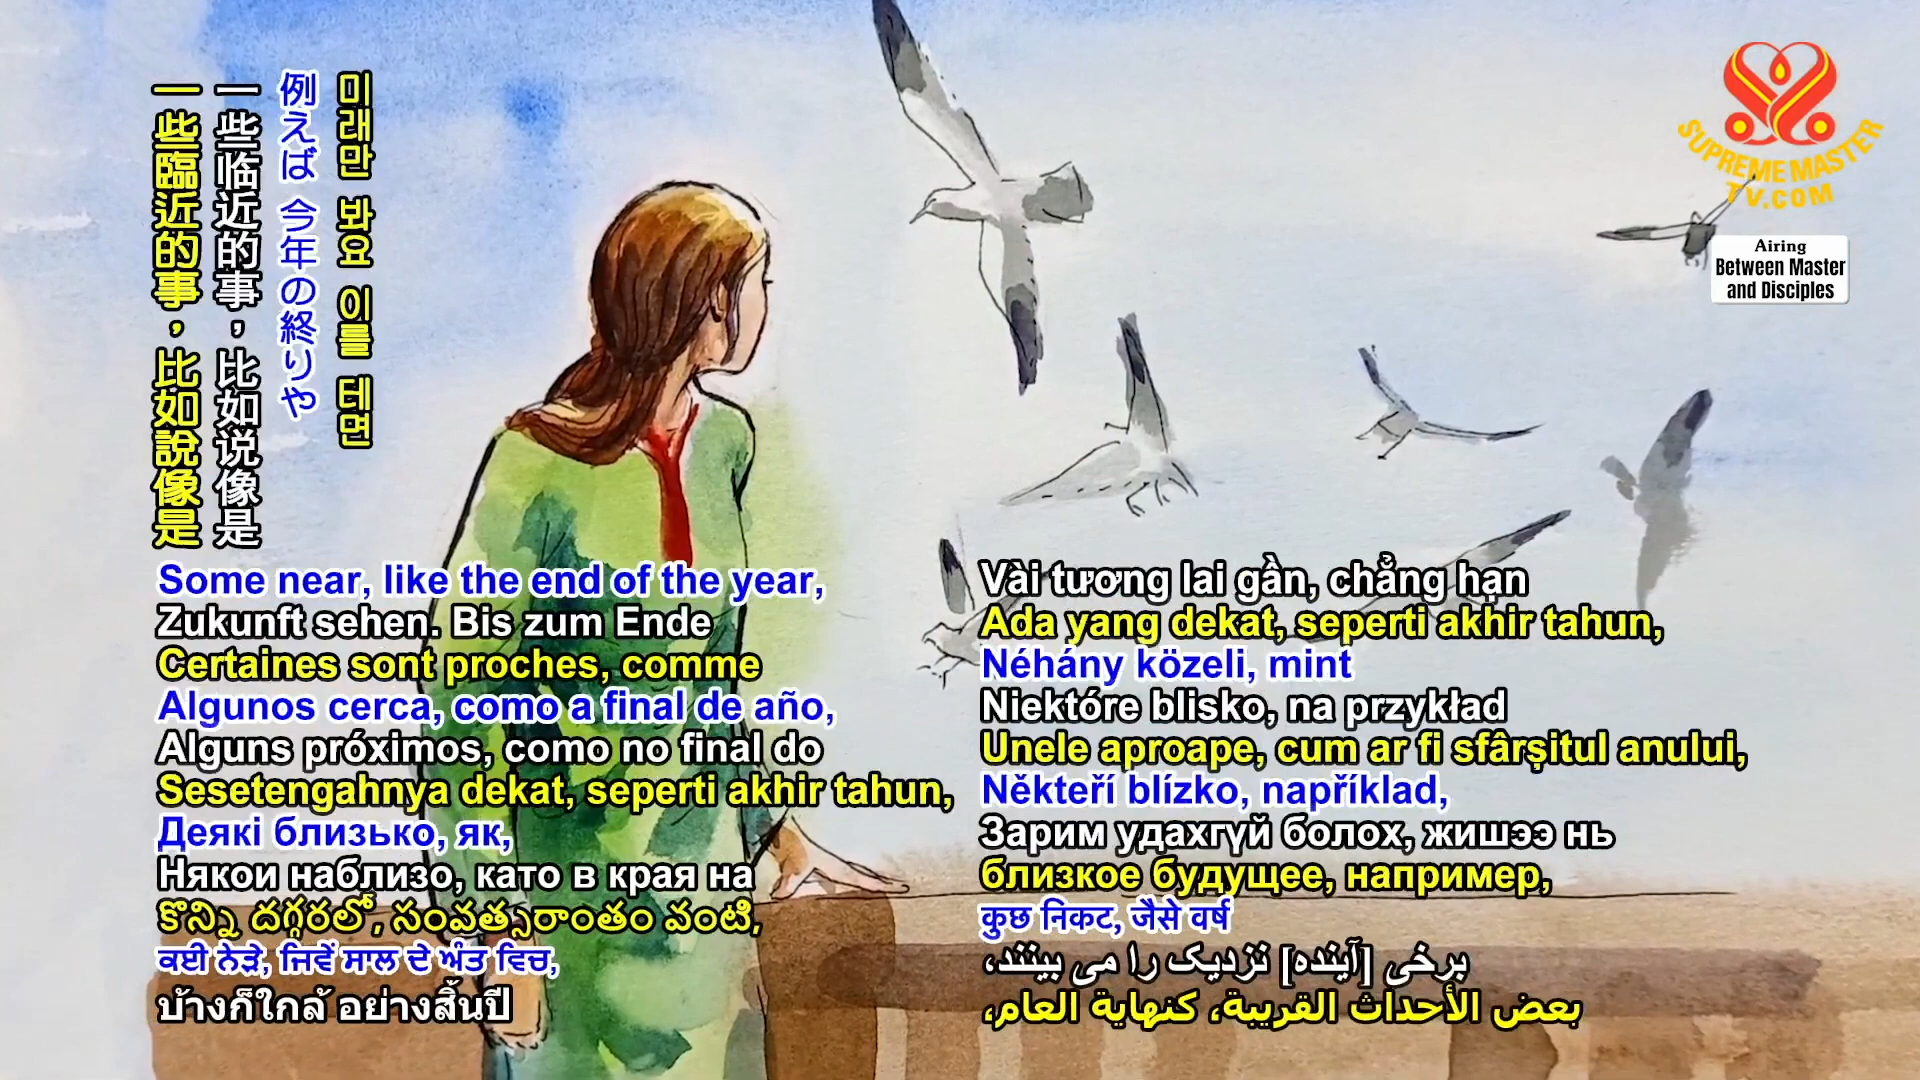 一些臨近的事，比如說像是
一些临近的事，比如说像是
例えば 今年の終りや
미래만 봐요 이를 테면
SUPREME MASTER
TV.COM
Airing
Between Master
and Disciples
Some near, like the end of the year,
Zukunft sehen. Bis zum Ende
Certaines sont proches, comme
Algunos cerca, como a final de año,
Alguns próximos, como no final do
Sesetengahnya dekat, seperti akhir tahun,
Деякі близько, як,
Някои наблизо, като в края на
కొన్ని దగ్గరలో, సంవత్సరాంతం వంటి,
ਕਈ ਨੇੜੇ, ਜਿਵੇਂ ਸਾਲ ਦੇ ਅੰਤ ਵਿਚ,
บ้างก็ใกล้ อย่างสิ้นปี
Vài tương lai gần, chẳng hạn
Ada yang dekat, seperti akhir tahun,
Néhány közeli, mint
Niektóre blisko, na przykład
Unele aproape, cum ar fi sfârșitul anului,
Někteří blízko, například,
Зарим удахгүй болох, жишээ нь
близкое будущее, например,
कुछ निकट, जैसे वर्ष
برخی [آینده] نزدیک را می بینند،
بعض الأحداث القريبة، كنهاية العام،